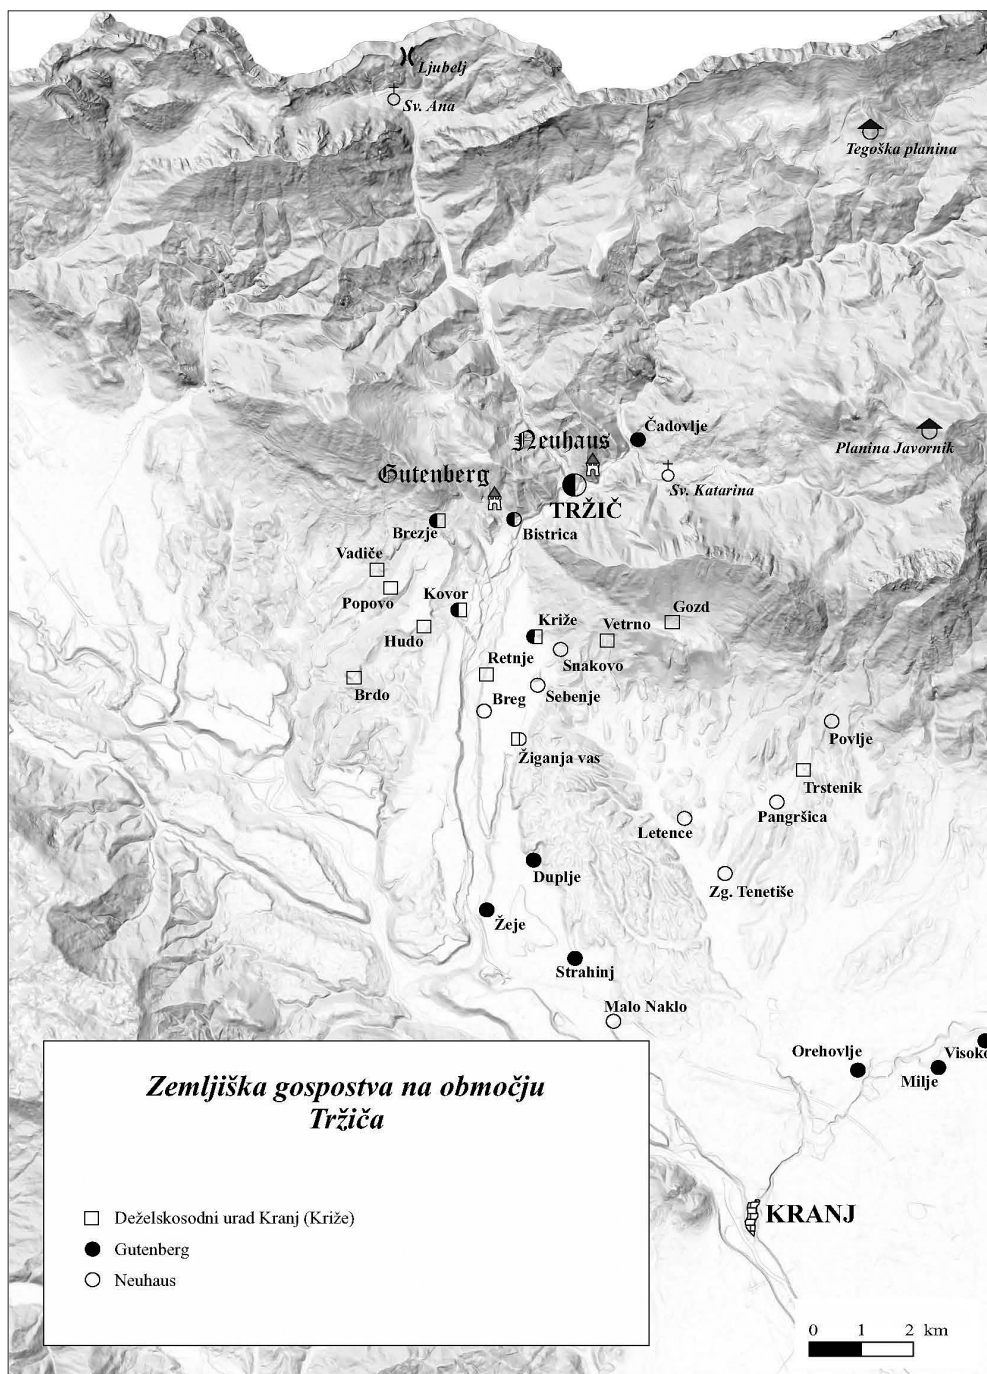 Ljubelj
Sv. Ana
Tegoška planina
Čadovlje
Neuhaus
Planina Javornik
Gutenberg
Sv. Katarina
TRŽIČ
Brezje
Bistrica
Vadiče
Popovo
Kovor
Gozd
Križe
Vetrno
Hudo
Snakovo
Retnje
Brdo
Breg
Sebenje
Povlje
Žiganja vas
Trstenik
Pangršica
Letence
Duplje
Zg. Tenetiše
Žeje
Strahinj
Malo Naklo
Orehovlje
Visoko
Milje
Zemljiška gospostva na območju
Tržiča
KRANJ
Deželskosodni urad Kranj (Križe)
Gutenberg
Neuhaus
0 1 2 km